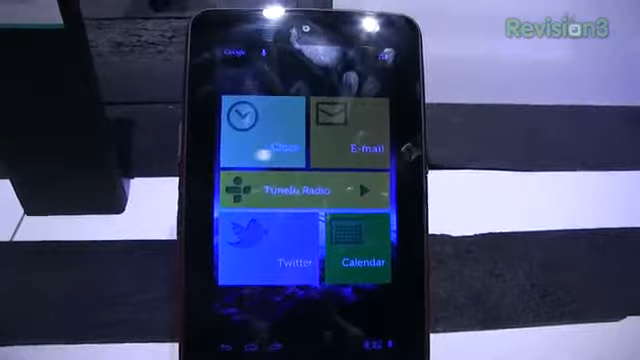 Revision3
Google
Clock
E-mail
TuneIn Radio
Twitter
Calendar